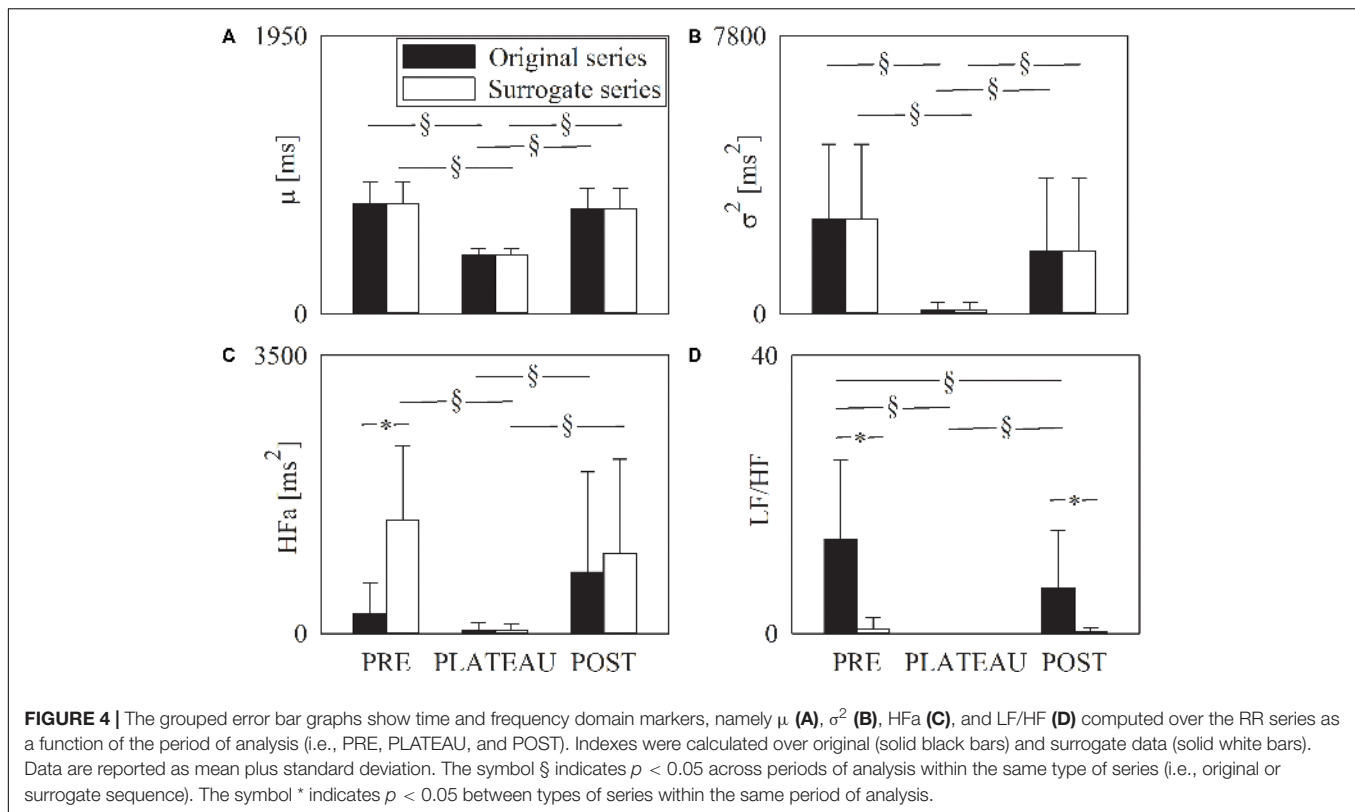 A
1950
Original series
Surrogate series
§ § §
§
μ [ms]
0
B
7800
§ §
§
§
σ² [ms²]
0
C
3500
§
§
*
§
HFa [ms²]
0
PRE PLATEAU POST
D
40
§
§
§
*
*
LF/HF
0
PRE PLATEAU POST
FIGURE 4 | The grouped error bar graphs show time and frequency domain markers, namely μ (A), σ² (B), HFa (C), and LF/HF (D) computed over the RR series as
a function of the period of analysis (i.e., PRE, PLATEAU, and POST). Indexes were calculated over original (solid black bars) and surrogate data (solid white bars).
Data are reported as mean plus standard deviation. The symbol § indicates p < 0.05 across periods of analysis within the same type of series (i.e., original or
surrogate sequence). The symbol * indicates p < 0.05 between types of series within the same period of analysis.